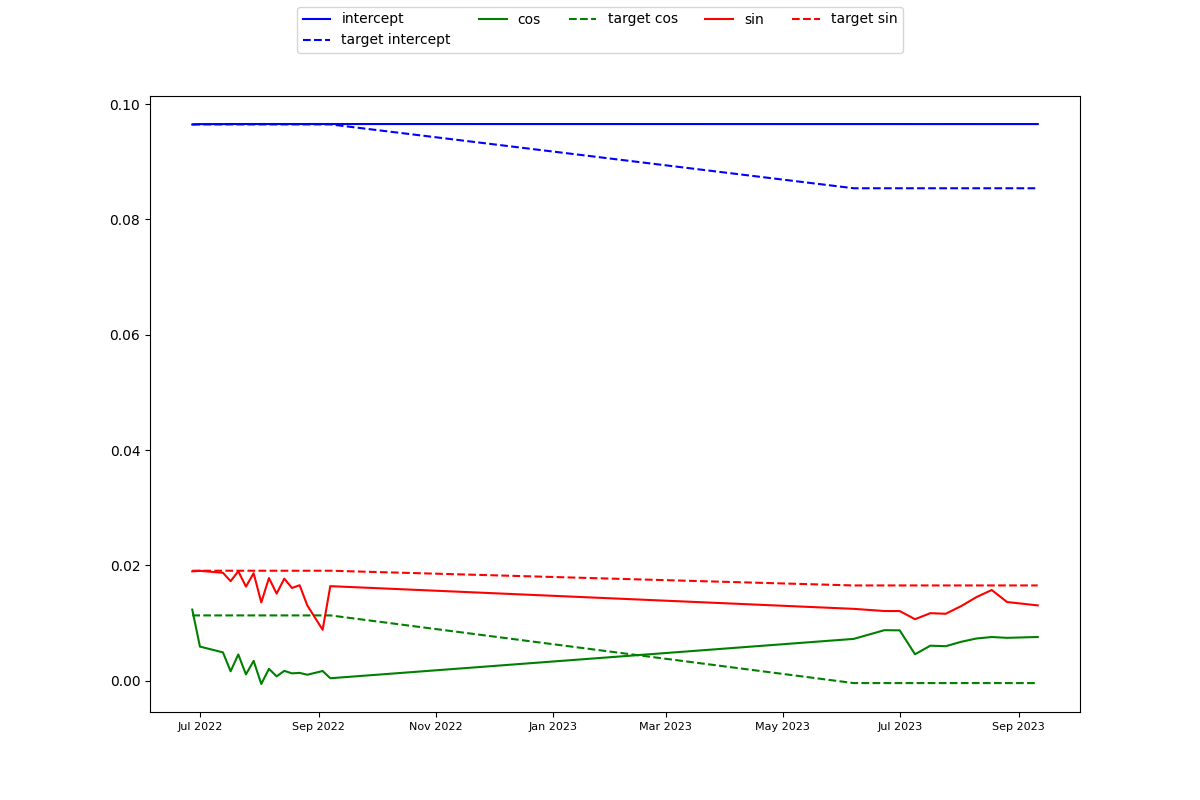 intercept cos target cos sin target sin
target intercept
0.10
0.08
0.06
0.04
0.02
0.00
Jul 2022 Sep 2022 Nov 2022 Jan 2023 Mar 2023 May 2023 Jul 2023 Sep 2023